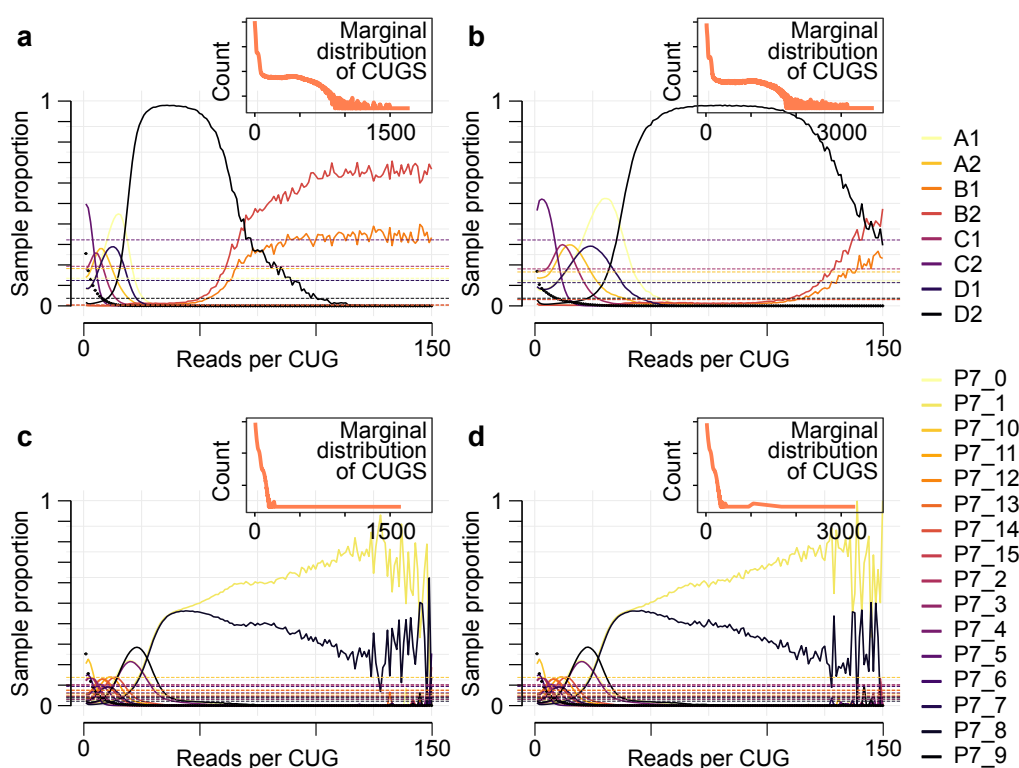 a
Marginal
distribution
of CUGS
Count
0
1500
1
0
Sample proportion
0
150
Reads per CUG
b
Marginal
distribution
of CUGS
Count
0
3000
1
0
Sample proportion
0
150
Reads per CUG
A1
A2
B1
B2
C1
C2
D1
D2
c
Marginal
distribution
of CUGS
Count
0
1500
1
0
Sample proportion
0
150
Reads per CUG
d
Marginal
distribution
of CUGS
Count
0
3000
1
0
Sample proportion
0
150
Reads per CUG
P7_0
P7_1
P7_10
P7_11
P7_12
P7_13
P7_14
P7_15
P7_2
P7_3
P7_4
P7_5
P7_6
P7_7
P7_8
P7_9